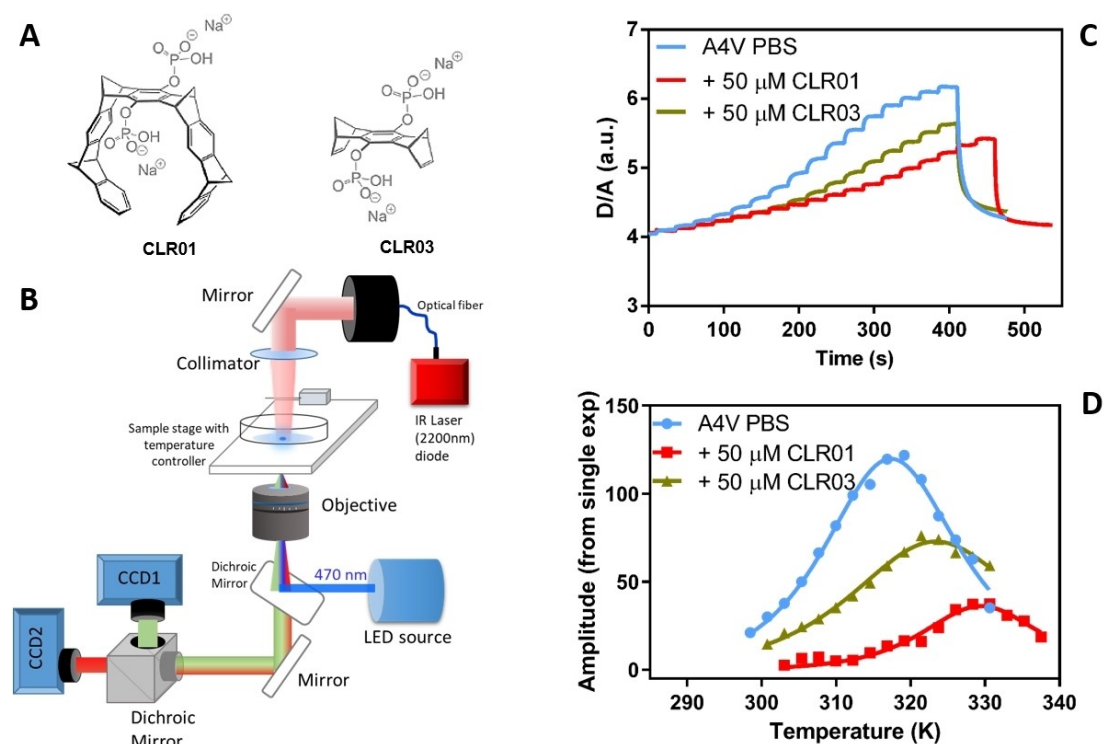 A
Na⊕
O
O⊖
P
OH
O
O
P
OH
O
O⊖
Na⊕
CLR01
Na⊕
O
O⊖
P
OH
O
O
P
OH
O
O⊖
Na⊕
CLR03
B
Mirror
Optical fiber
Collimator
IR Laser
(2200nm)
diode
Sample stage with
temperature
controller
Objective
Dichroic
Mirror
470 nm
LED source
CCD1
CCD2
Mirror
Dichroic
Mirror
C
A4V PBS
+ 50 μM CLR01
+ 50 μM CLR03
D/A (a.u.)
7
6
5
4
3
0
100
200
300
400
500
Time (s)
D
A4V PBS
+ 50 μM CLR01
+ 50 μM CLR03
Amplitude (from single exp)
150
100
50
0
290
300
310
320
330
340
Temperature (K)